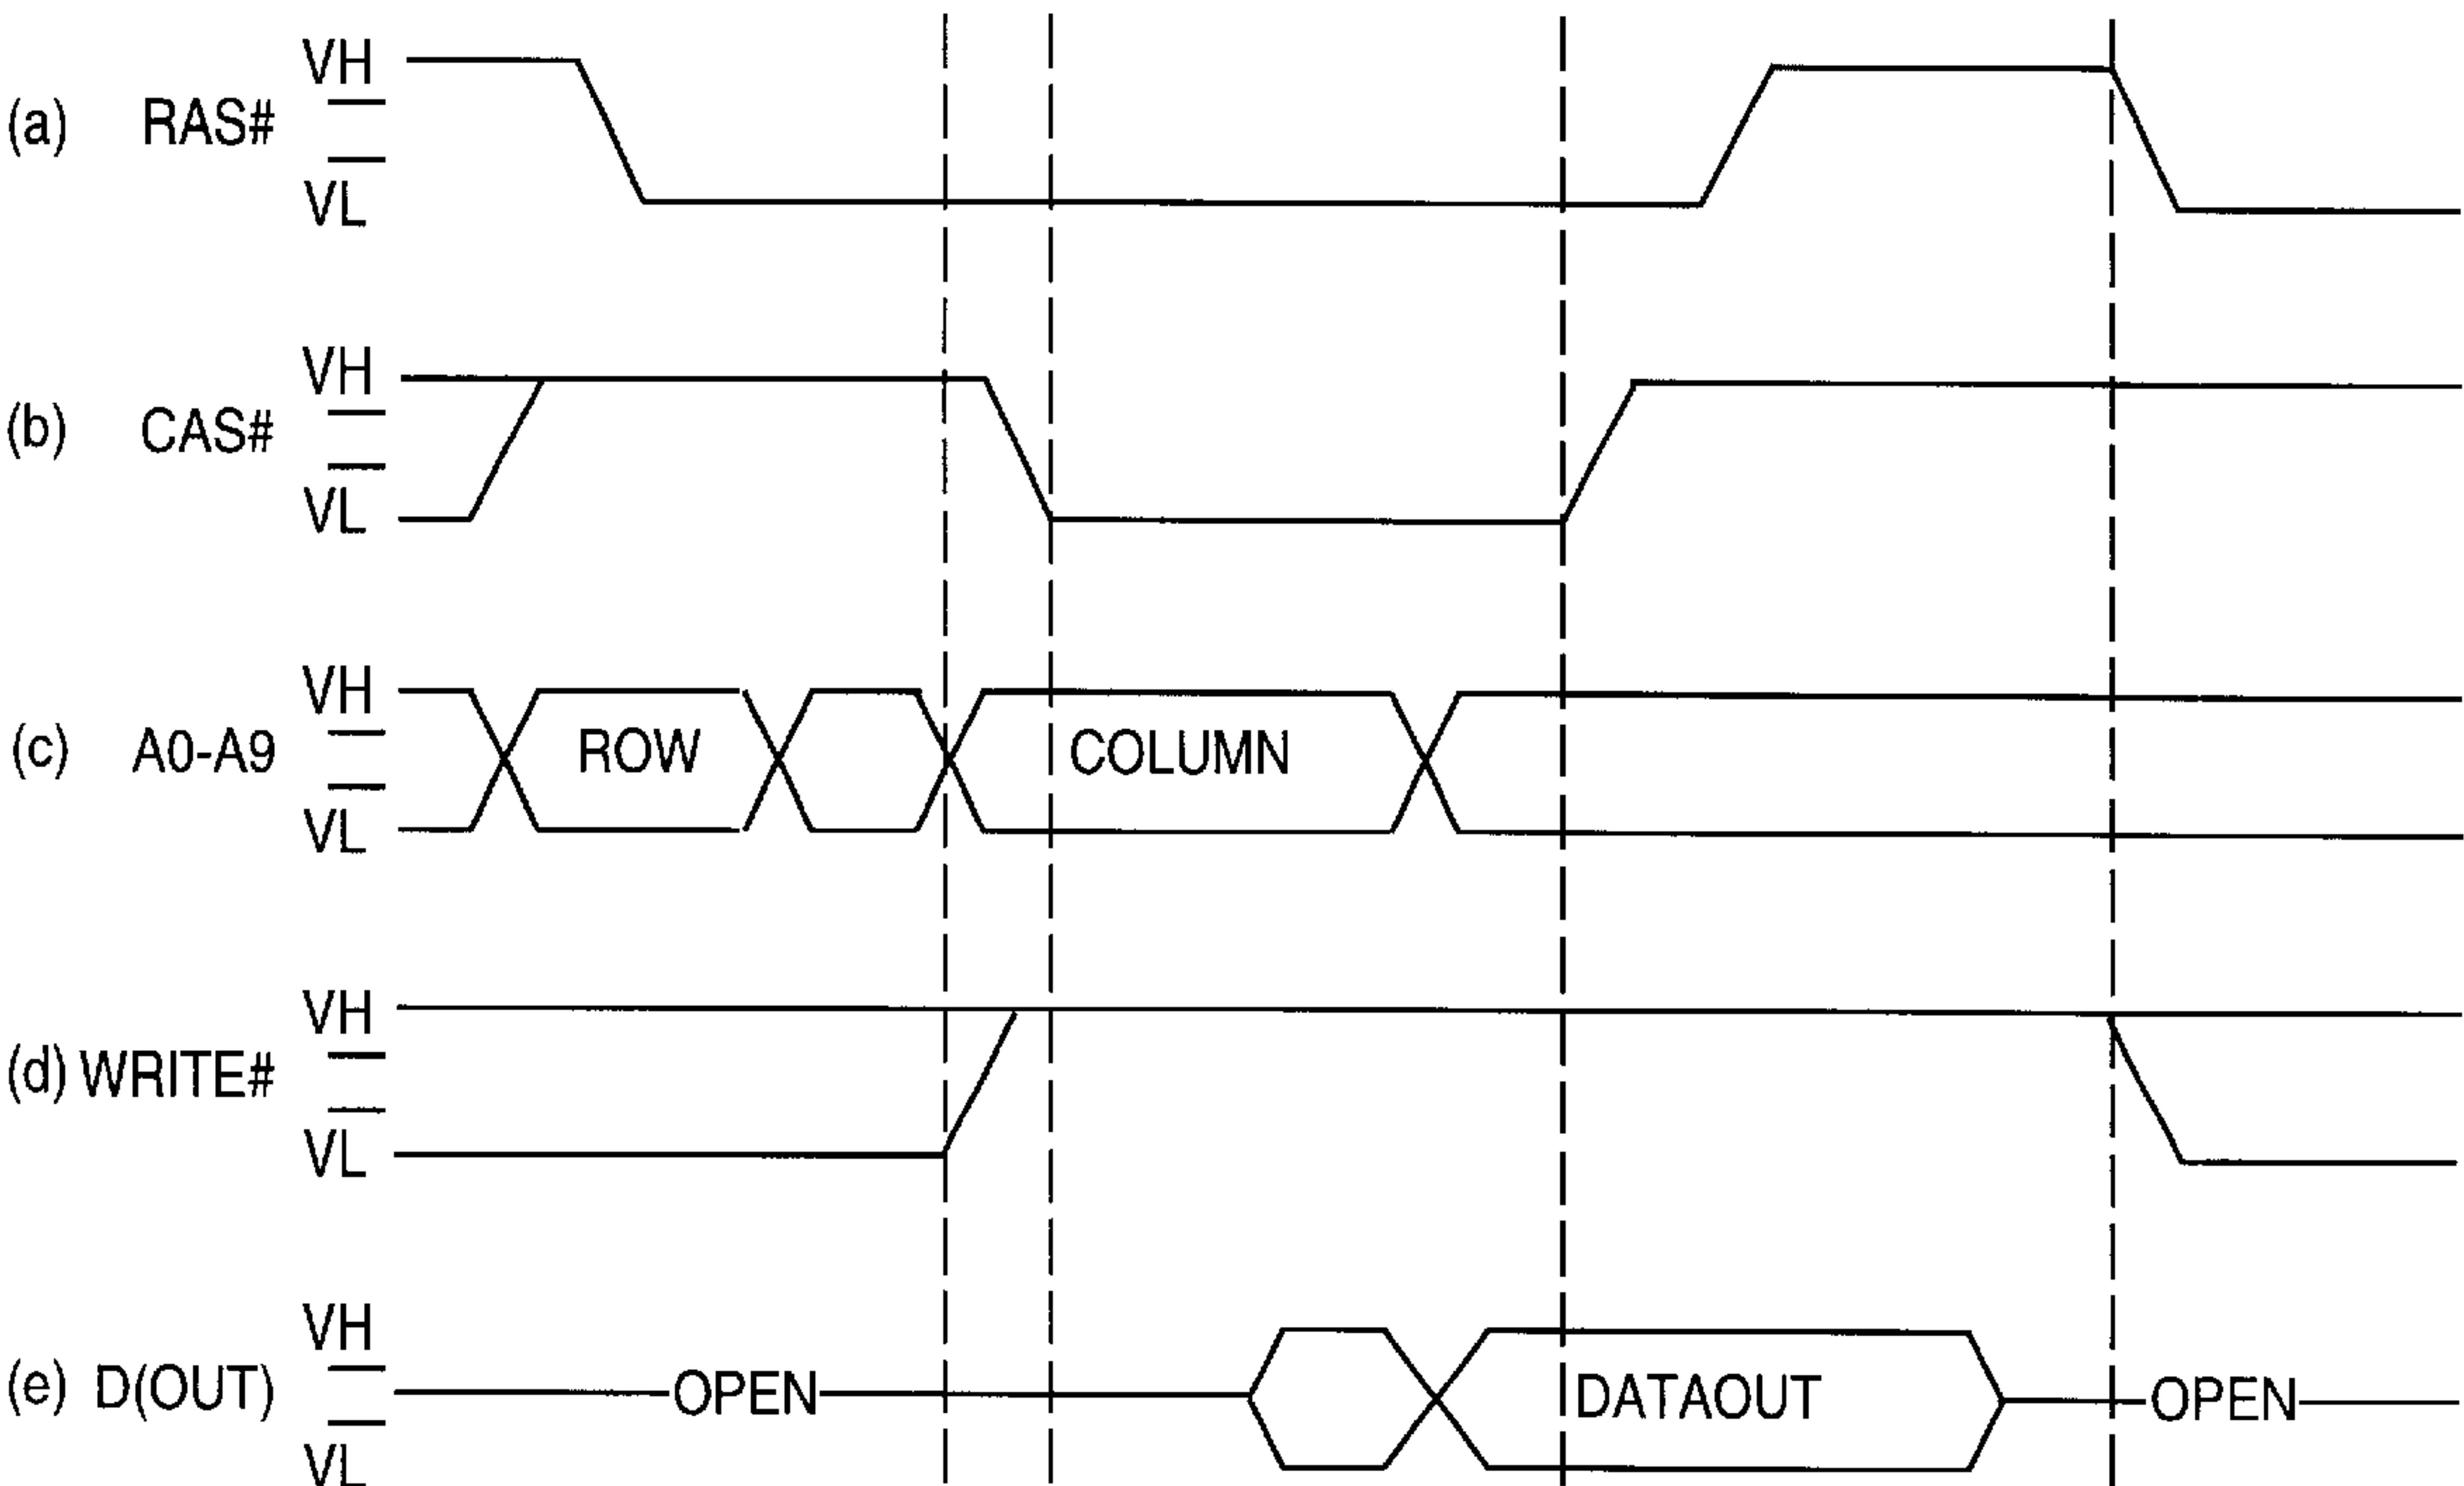 VH
(a) RAS#
VL
VH
(b) CAS#
VL
VH
(c) A0-A9 ROW COLUMN
VL
VH
(d) WRITE#
VL
VH
(e) D(OUT) OPEN DATAOUT OPEN
VL